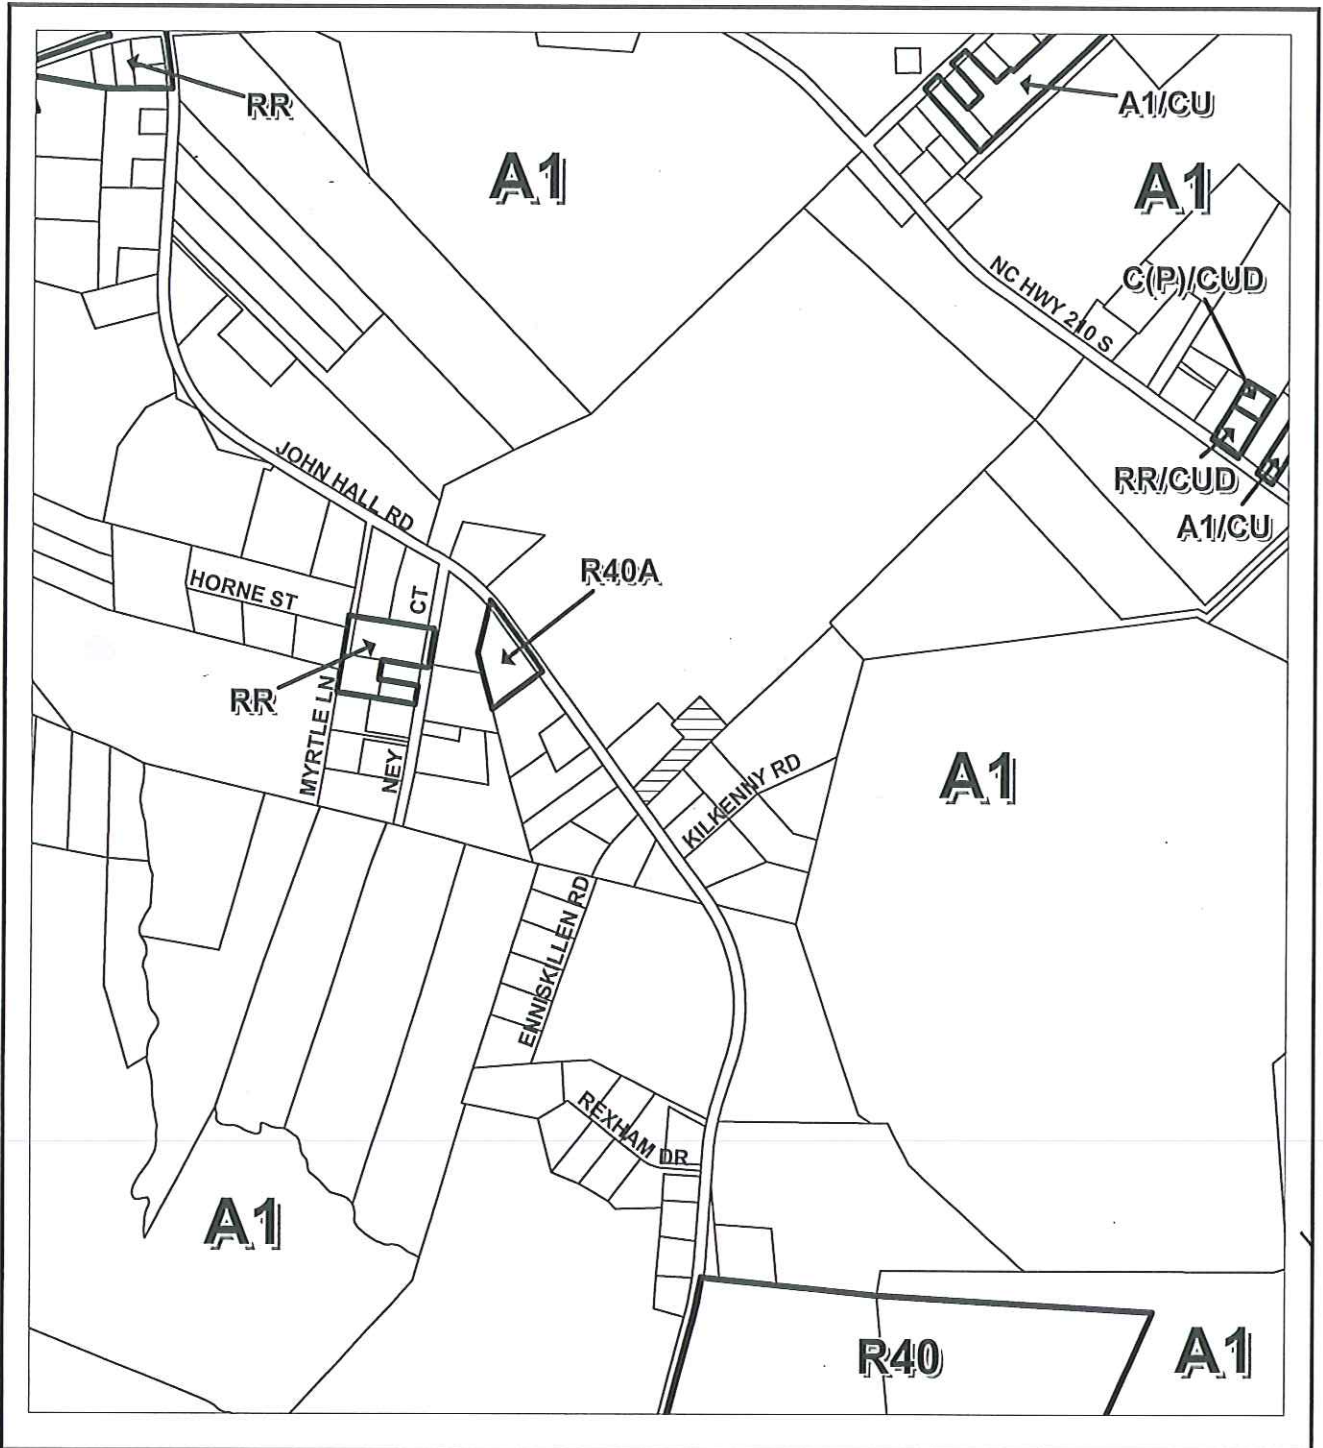 RR
A1
A1/CU
A1
NC HWY 210 S
C(P)/CUD
RR/CUD
A1/CU
JOHN HALL RD
HORNE ST
CT
R40A
RR
MYRTLE LN
NEY
KILKENNY RD
A1
ENNISKILLEN RD
REXHAM DR
A1
R40
A1